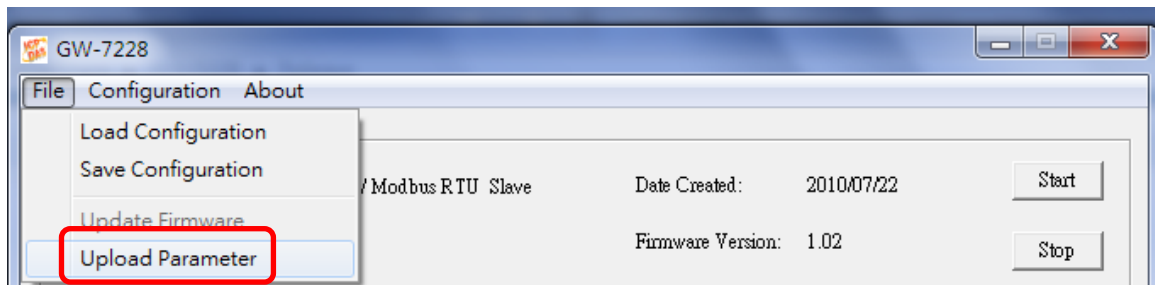 GW-7228
File Configuration About
Load Configuration
Save Configuration
/ Modbus RTU Slave Date Created: 2010/07/22 Start
Update Firmware
Firmware Version: 1.02 Stop
Upload Parameter